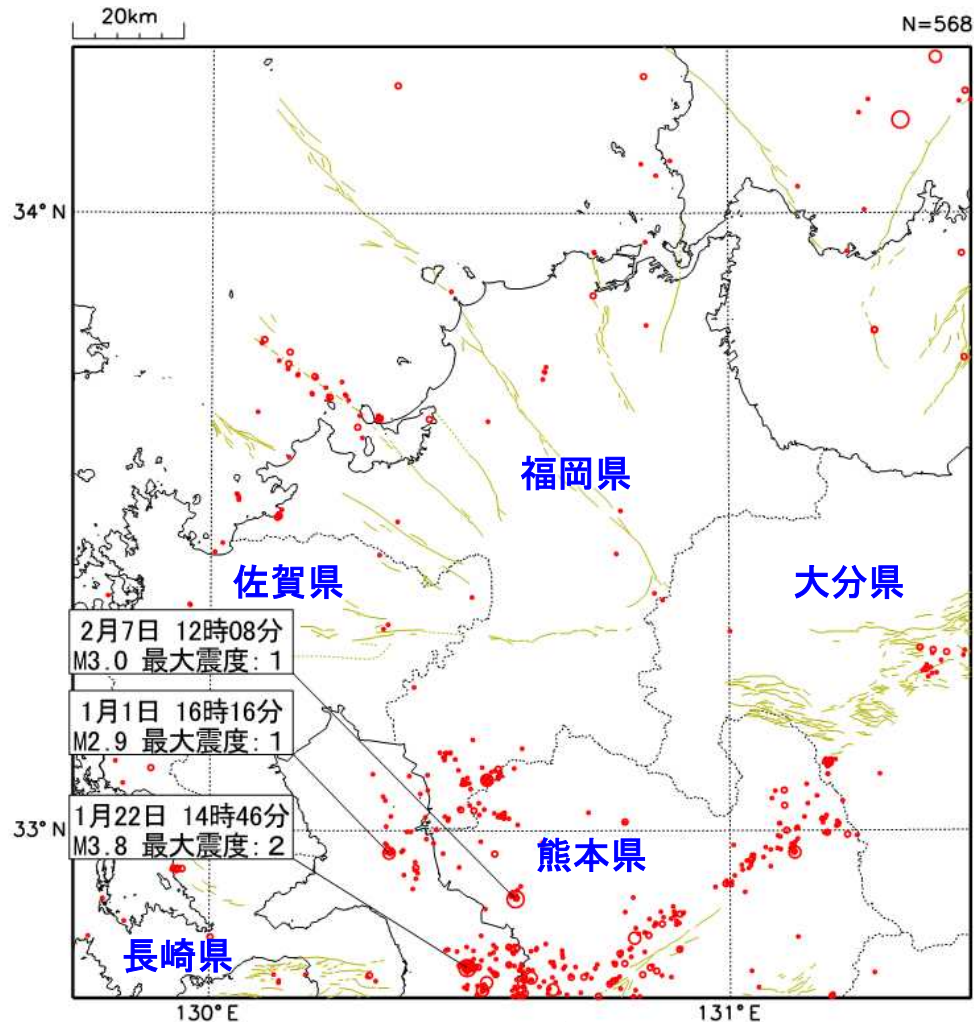 20km
N=568
34°N
福岡県
佐賀県
大分県
2月7日 12時08分
M3.0 最大震度:1
1月1日 16時16分
M2.9 最大震度:1
1月22日 14時46分
M3.8 最大震度:2
33°N
熊本県
長崎県
130°E
131°E